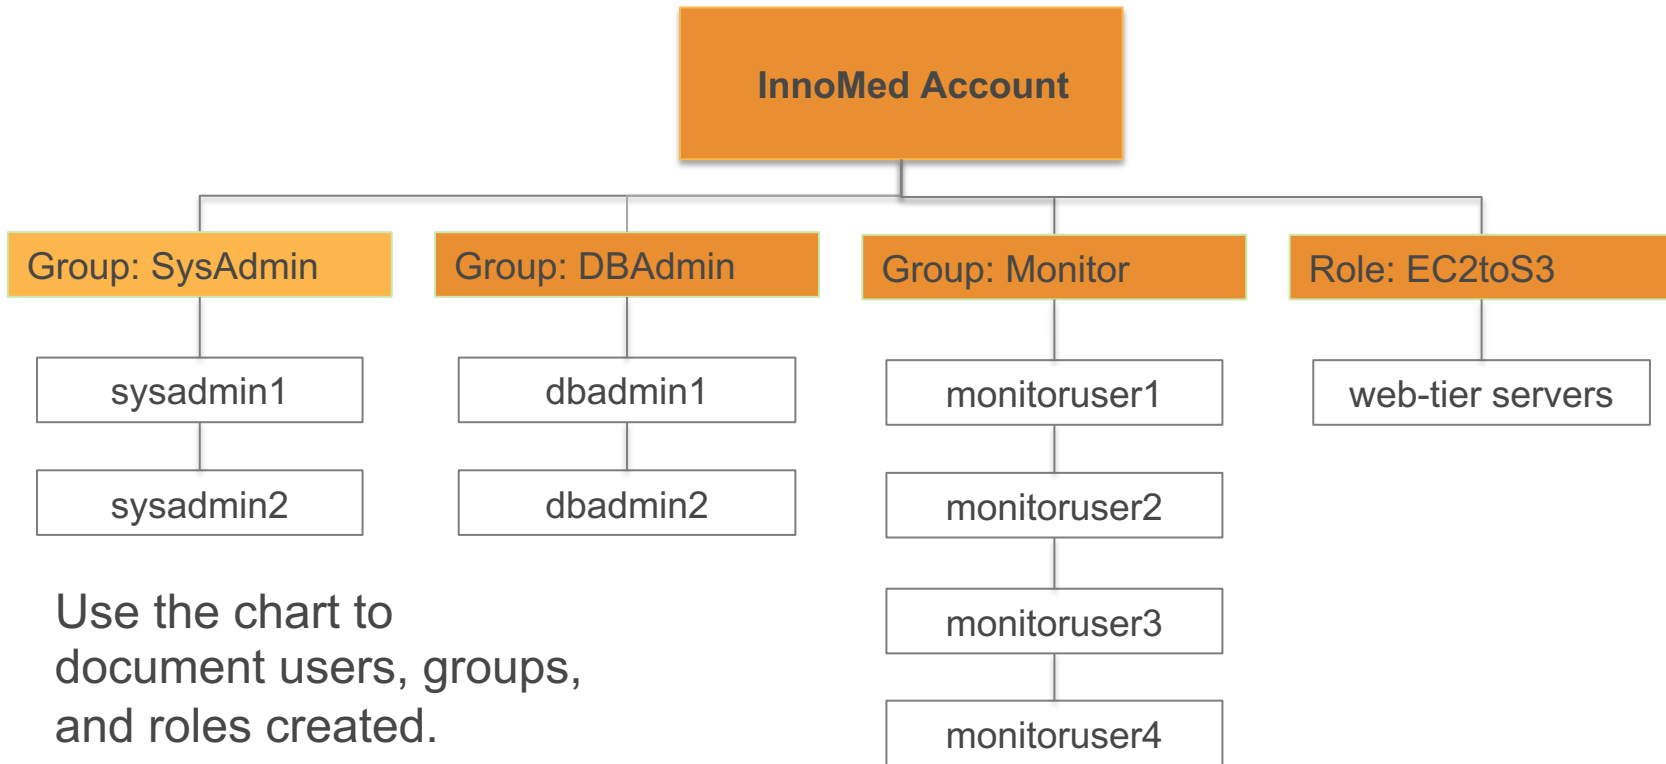 InnoMed Account
Group: SysAdmin
Group: DBAdmin
Group: Monitor
Role: EC2toS3
sysadmin1
dbadmin1
monitoruser1
web-tier servers
sysadmin2
dbadmin2
monitoruser2
monitoruser3
monitoruser4
Use the chart to
document users, groups,
and roles created.